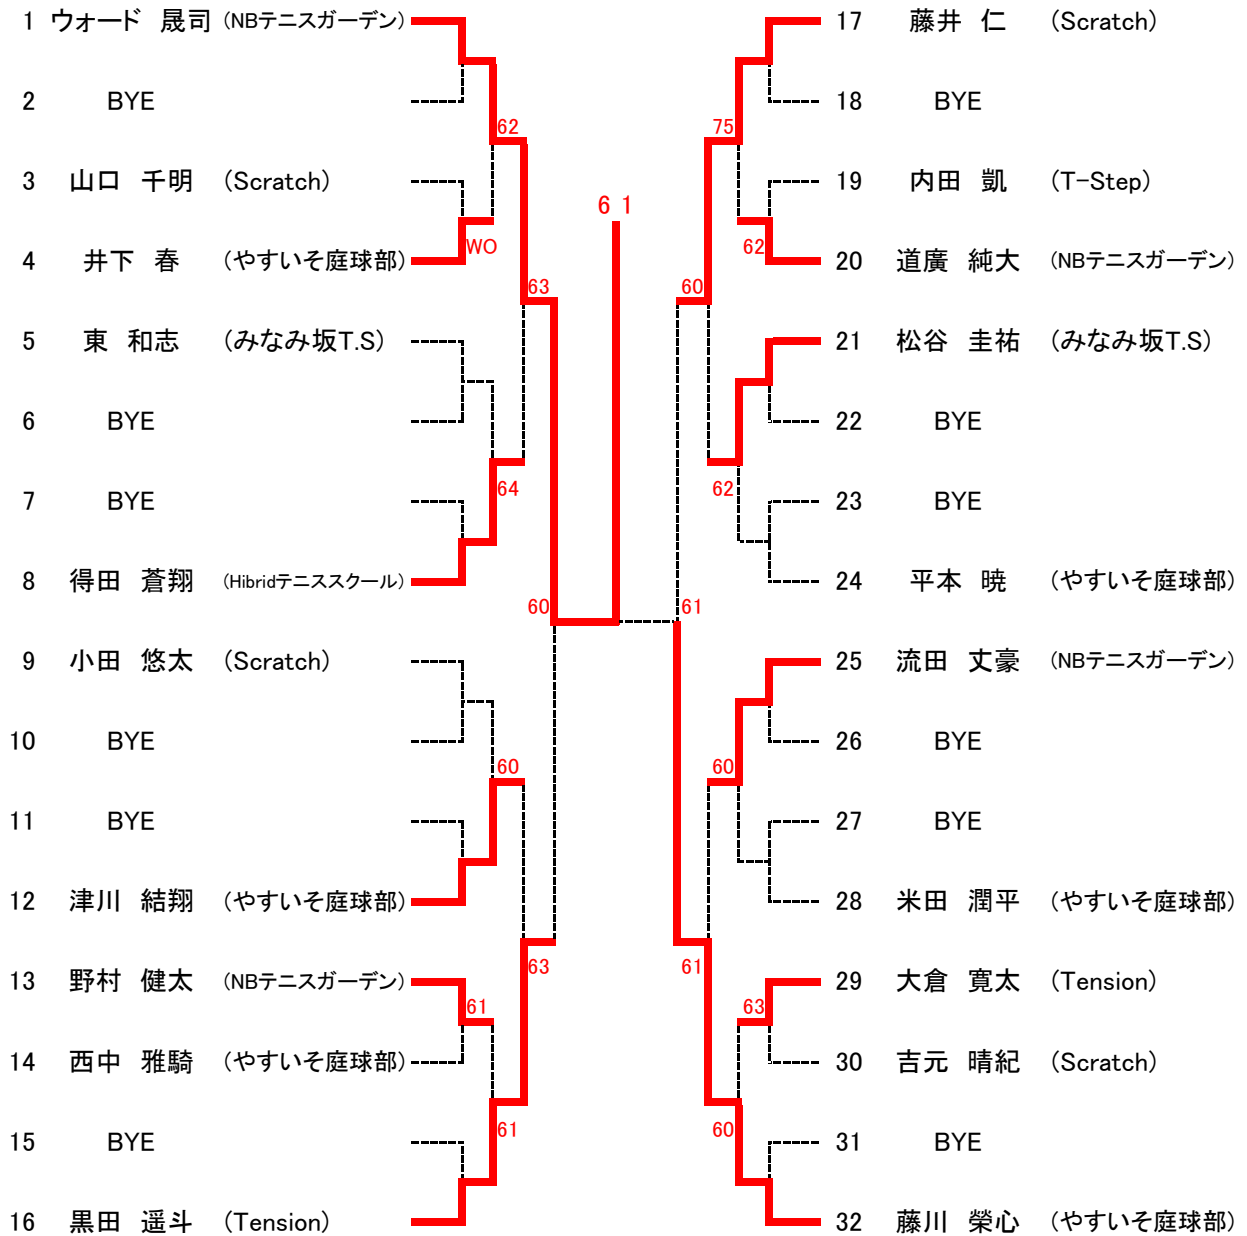 1 ウォード 晟司 (NBテニスガーデン)
2 BYE
62
3 山口 千明 (Scratch)
WO
4 井下 春 (やすいそ庭球部)
63
5 東 和志 (みなみ坂T.S)
6 BYE
7 BYE
64
8 得田 蒼翔 (Hibridテニススクール)
60
9 小田 悠太 (Scratch)
10 BYE
60
11 BYE
12 津川 結翔 (やすいそ庭球部)
63
13 野村 健太 (NBテニスガーデン)
61
14 西中 雅騎 (やすいそ庭球部)
61
15 BYE
16 黒田 遥斗 (Tension)
6 1
17 藤井 仁 (Scratch)
18 BYE
75
19 内田 凱 (T-Step)
62
20 道廣 純大 (NBテニスガーデン)
60
21 松谷 圭祐 (みなみ坂T.S)
22 BYE
62
23 BYE
24 平本 暁 (やすいそ庭球部)
61
25 流田 丈豪 (NBテニスガーデン)
26 BYE
60
27 BYE
28 米田 潤平 (やすいそ庭球部)
61
29 大倉 寛太 (Tension)
63
30 吉元 晴紀 (Scratch)
60
31 BYE
32 藤川 榮心 (やすいそ庭球部)